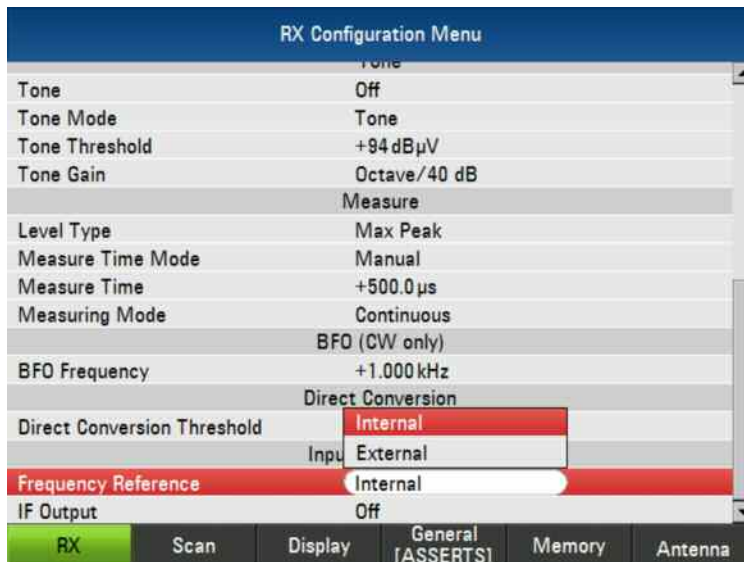 RX Configuration Menu
Tone
Tone Off
Tone Mode Tone
Tone Threshold +94 dBµV
Tone Gain Octave/40 dB
Measure
Level Type Max Peak
Measure Time Mode Manual
Measure Time +500.0 µs
Measuring Mode Continuous
BFO (CW only)
BFO Frequency +1.000 kHz
Direct Conversion
Direct Conversion Threshold Internal
Inpu External
Frequency Reference Internal
IF Output Off
RX Scan Display General [ASSERTS] Memory Antenna